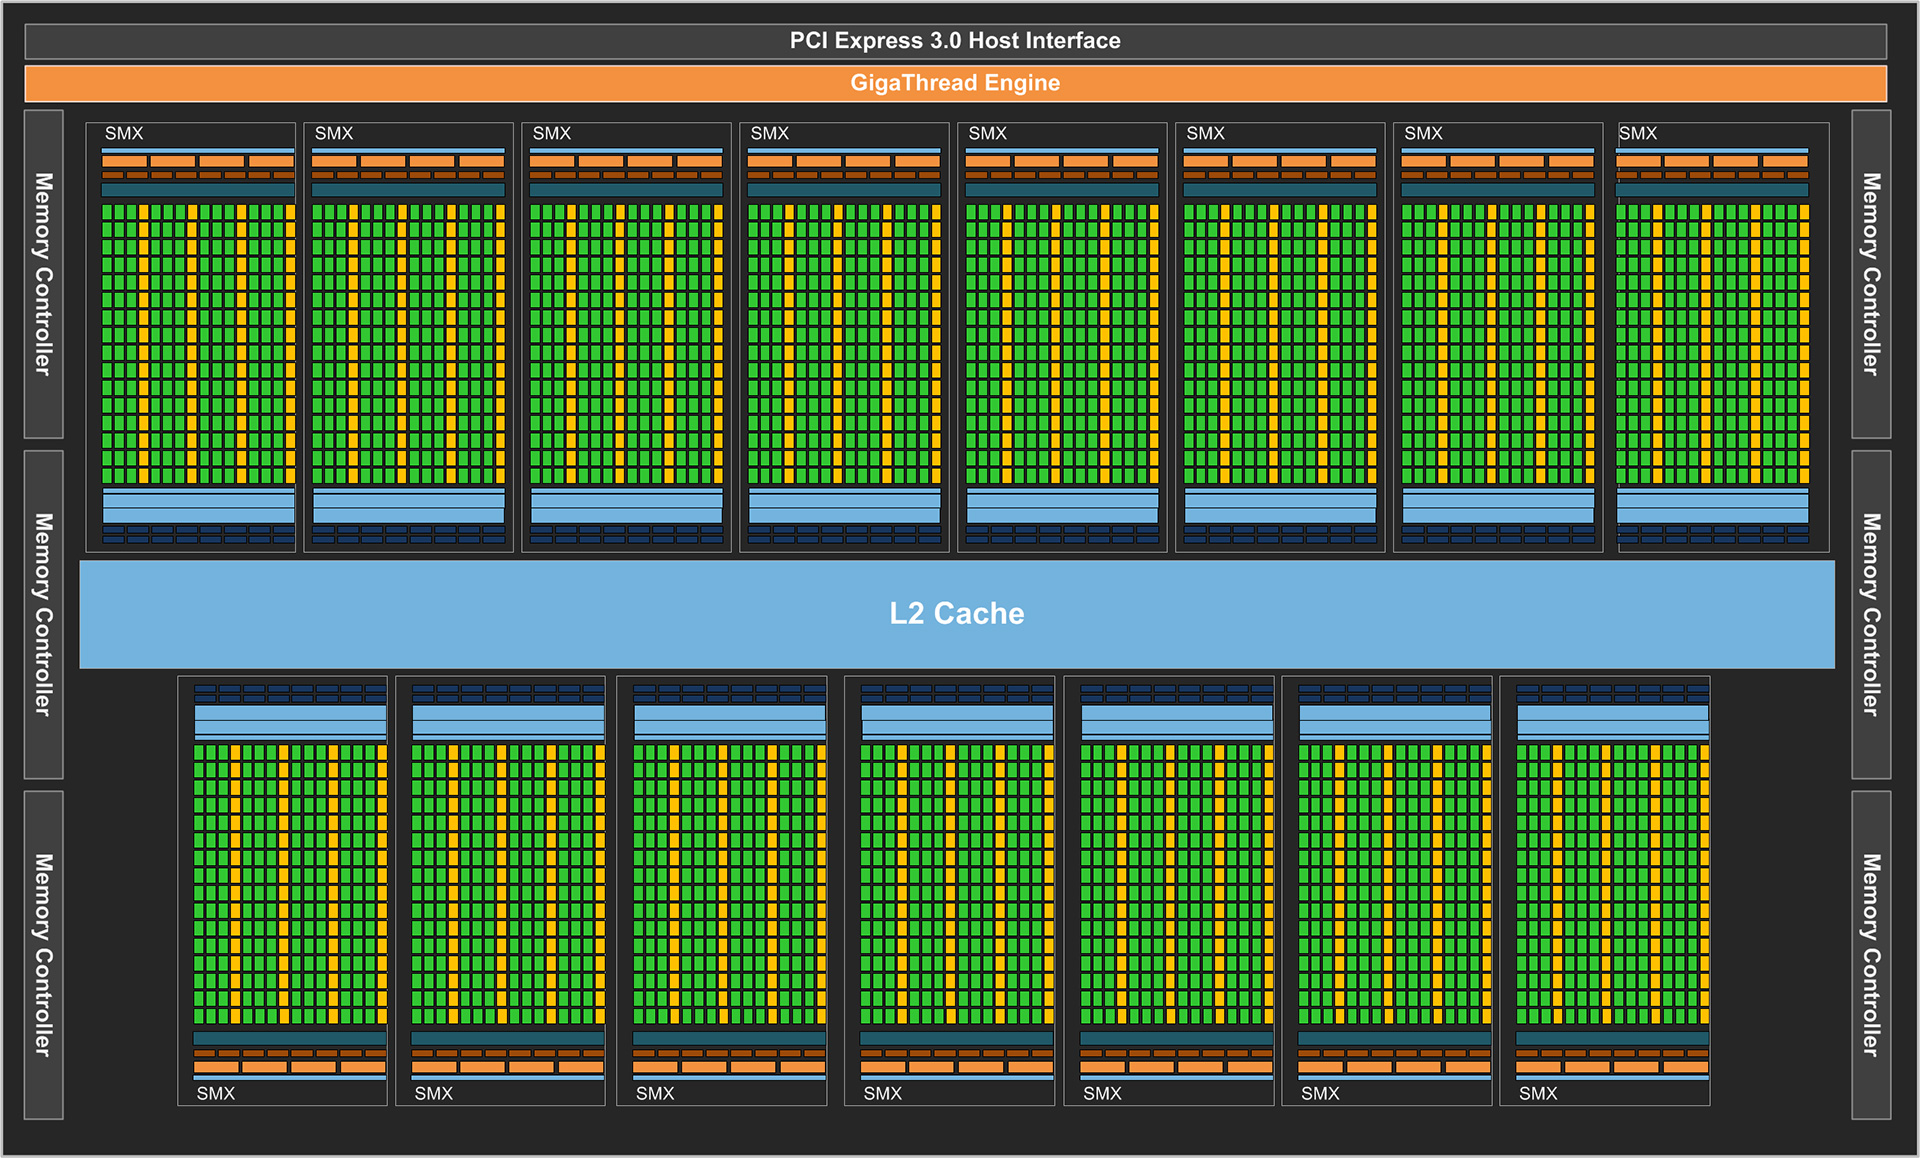 PCI Express 3.0 Host Interface
GigaThread Engine
SMX
SMX
SMX
SMX
SMX
SMX
SMX
SMX
Memory Controller
Memory Controller
Memory Controller
Memory Controller
L2 Cache
Memory Controller
Memory Controller
SMX
SMX
SMX
SMX
SMX
SMX
SMX